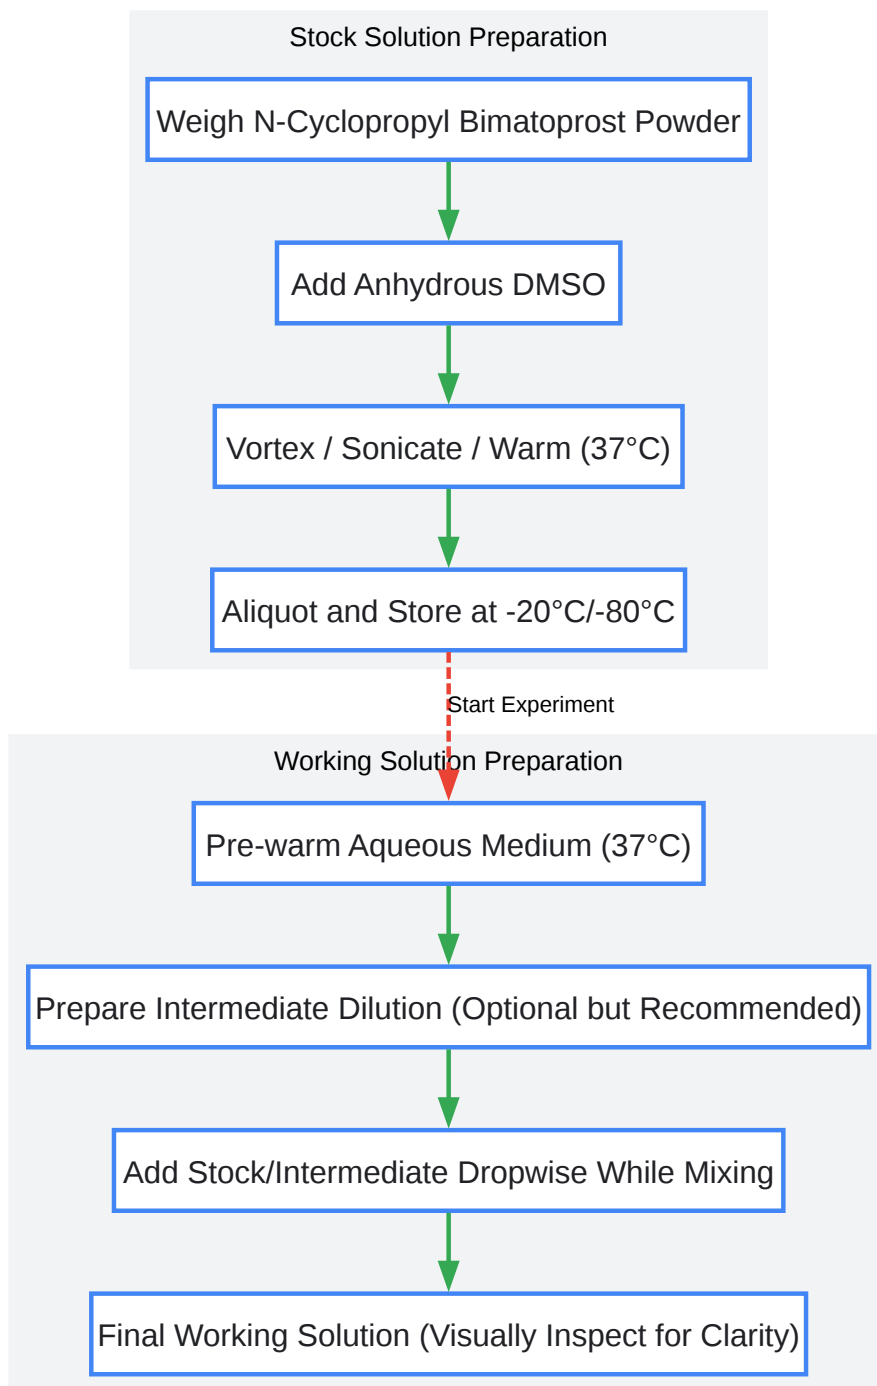 Stock Solution Preparation
Weigh N-Cyclopropyl Bimatoprost Powder
Add Anhydrous DMSO
Vortex / Sonicate / Warm (37°C)
Aliquot and Store at -20°C/-80°C
Start Experiment
Working Solution Preparation
Pre-warm Aqueous Medium (37°C)
Prepare Intermediate Dilution (Optional but Recommended)
Add Stock/Intermediate Dropwise While Mixing
Final Working Solution (Visually Inspect for Clarity)